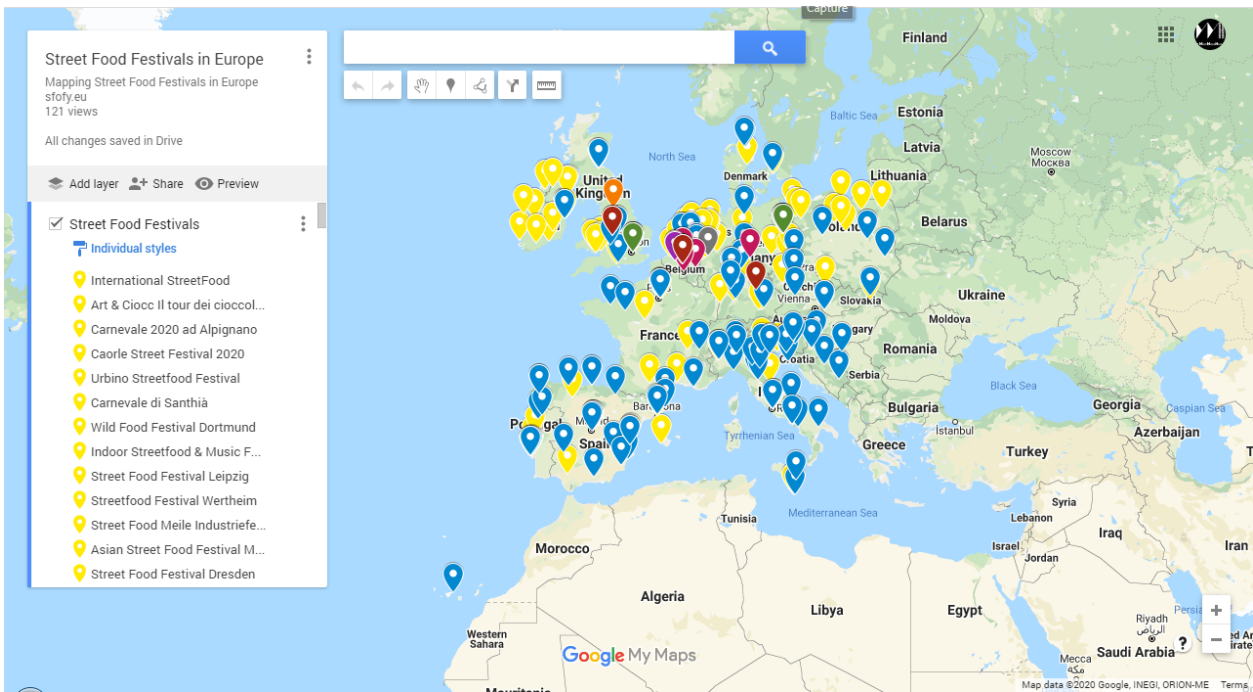 Capture
Street Food Festivals in Europe
Mapping Street Food Festivals in Europe
sfofy.eu
121 views
All changes saved in Drive
Add layer Share Preview
Street Food Festivals
Individual styles
International StreetFood
Art & Ciocc Il tour dei cioccol...
Carnevale 2020 ad Alpignano
Caorle Street Festival 2020
Urbino Streetfood Festival
Carnevale di Santhià
Wild Food Festival Dortmund
Indoor Streetfood & Music F...
Street Food Festival Leipzig
Streetfood Festival Wertheim
Street Food Meile Industriefe...
Asian Street Food Festival M...
Street Food Festival Dresden
Finland
Baltic Sea
Estonia
Latvia
Moscow
Москва
North Sea
Denmark
Lithuania
United
Kingdom
Belarus
Belgium
Ukraine
Vienna
Slovakia
Moldova
France
Romania
Croatia
Serbia
Black Sea
Bulgaria
Georgia
Caspian Sea
İstanbul
Azerbaijan
Tyrrhenian Sea
Greece
Turkey
Mediterranean Sea
Syria
Tunisia
Lebanon
Iraq
Iran
Israel
Jordan
Morocco
Algeria
Libya
Egypt
Western
Sahara
Riyadh
الرياض
Mecca
مكة
Saudi Arabia
?
+
−
Google My Maps
Map data ©2020 Google, INEGI, ORION-ME Terms